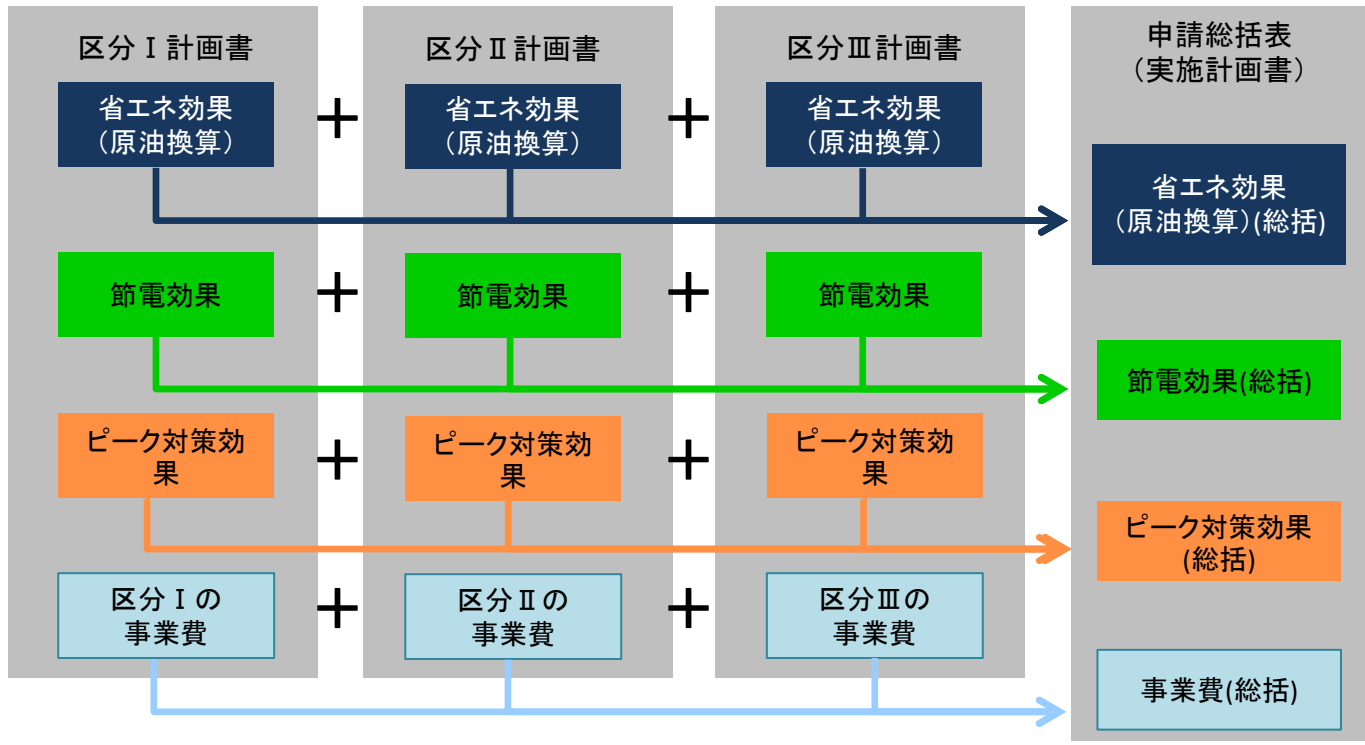 区分Ⅰ計画書
区分Ⅱ計画書
区分Ⅲ計画書
申請総括表
（実施計画書）
省エネ効果
（原油換算）
＋
省エネ効果
（原油換算）
＋
省エネ効果
（原油換算）
省エネ効果
（原油換算）(総括)
節電効果
＋
節電効果
＋
節電効果
節電効果(総括)
ピーク対策効
果
＋
ピーク対策効
果
＋
ピーク対策効
果
ピーク対策効果
(総括)
区分Ⅰの
事業費
＋
区分Ⅱの
事業費
＋
区分Ⅲの
事業費
事業費(総括)